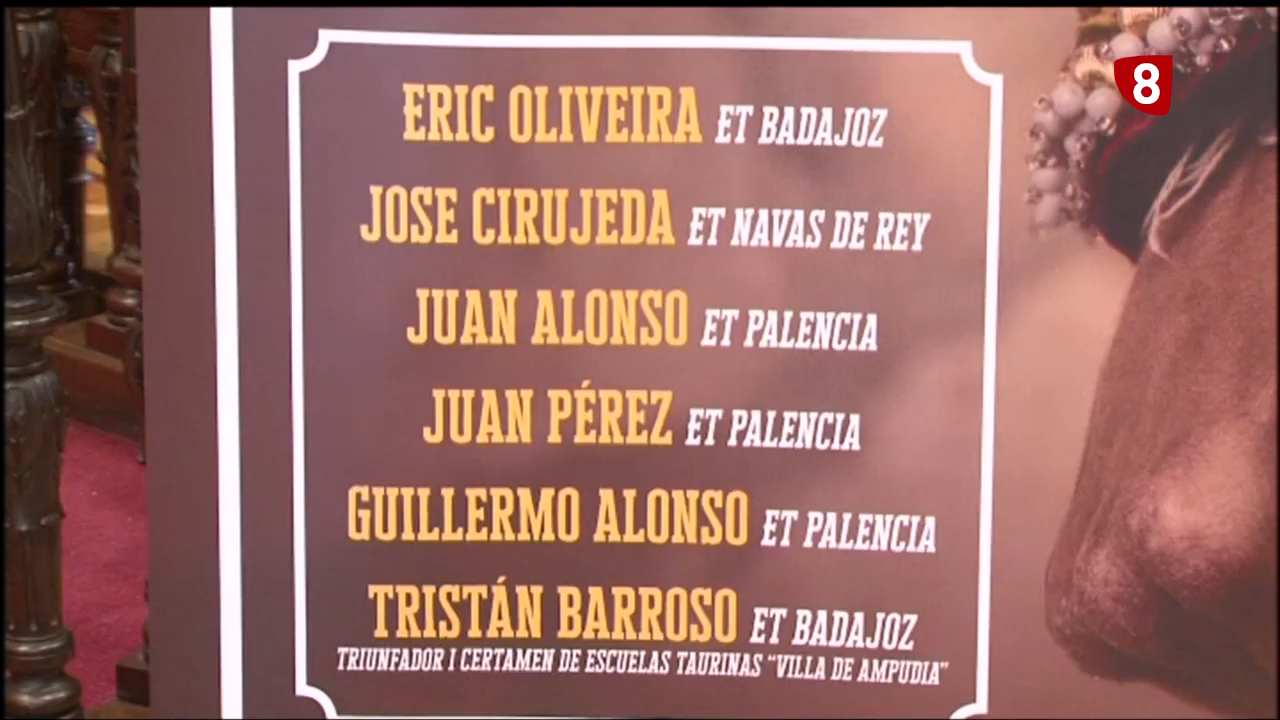 8
ERIC OLIVEIRA ET BADAJOZ
JOSE CIRUJEDA ET NAVAS DE REY
JUAN ALONSO ET PALENCIA
JUAN PÉREZ ET PALENCIA
GUILLERMO ALONSO ET PALENCIA
TRISTÁN BARROSO ET BADAJOZ
TRIUNFADOR I CERTAMEN DE ESCUELAS TAURINAS "VILLA DE AMPUDIA"